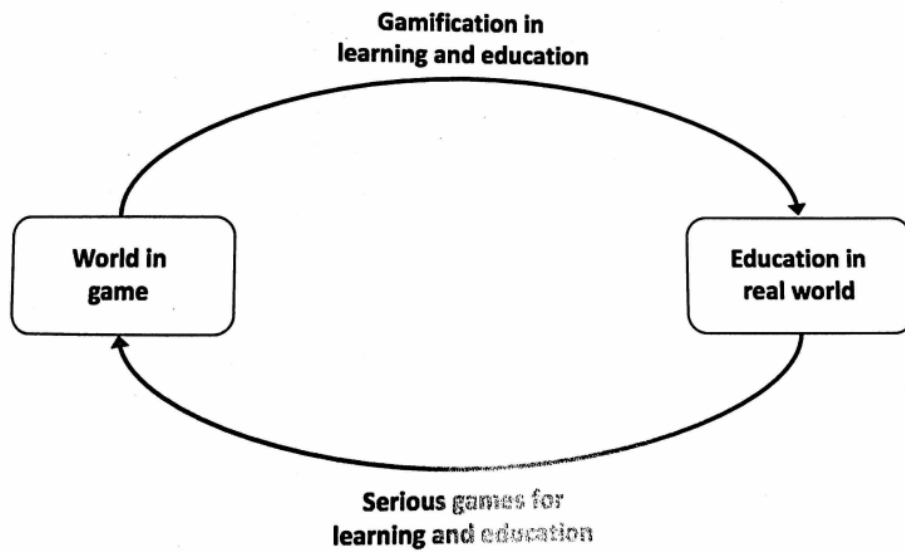 Gamification in
learning and education
World in
game
Education in
real world
Serious games for
learning and education